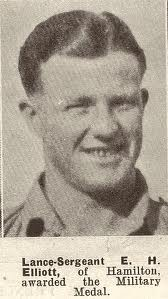 Lance-Sergeant E. H.
Elliott, of Hamilton,
awarded the Military
Medal.